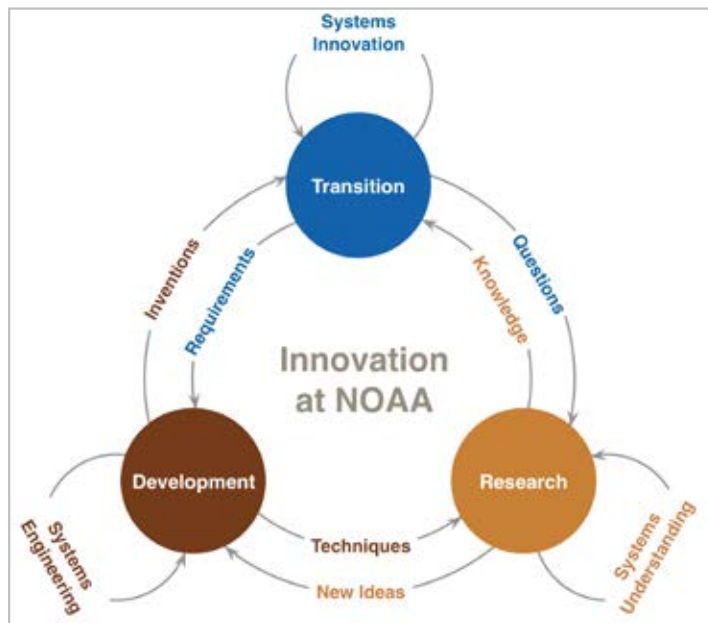 Systems
Innovation
Transition
Inventions
Requirements
Knowledge
Questions
Innovation
at NOAA
Development
Research
Systems
Engineering
Techniques
New Ideas
Systems
Understanding